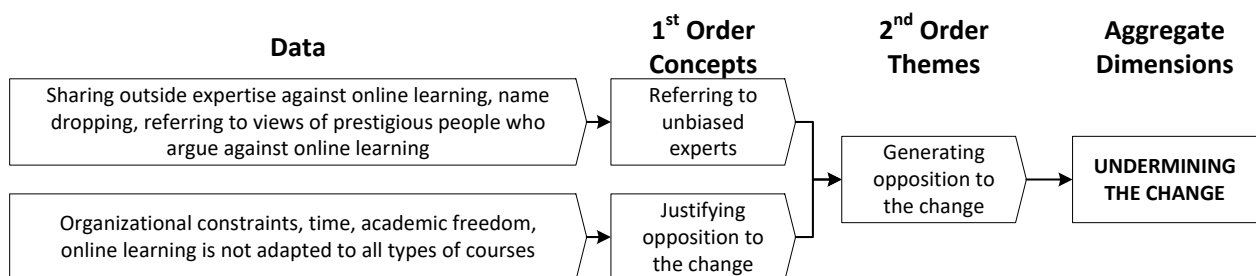 Data
1st Order
Concepts
2nd Order
Themes
Aggregate
Dimensions
Sharing outside expertise against online learning, name
dropping, referring to views of prestigious people who
argue against online learning
Referring to
unbiased
experts
Organizational constraints, time, academic freedom,
online learning is not adapted to all types of courses
Justifying
opposition to
the change
Generating
opposition to
the change
UNDERMINING
THE CHANGE